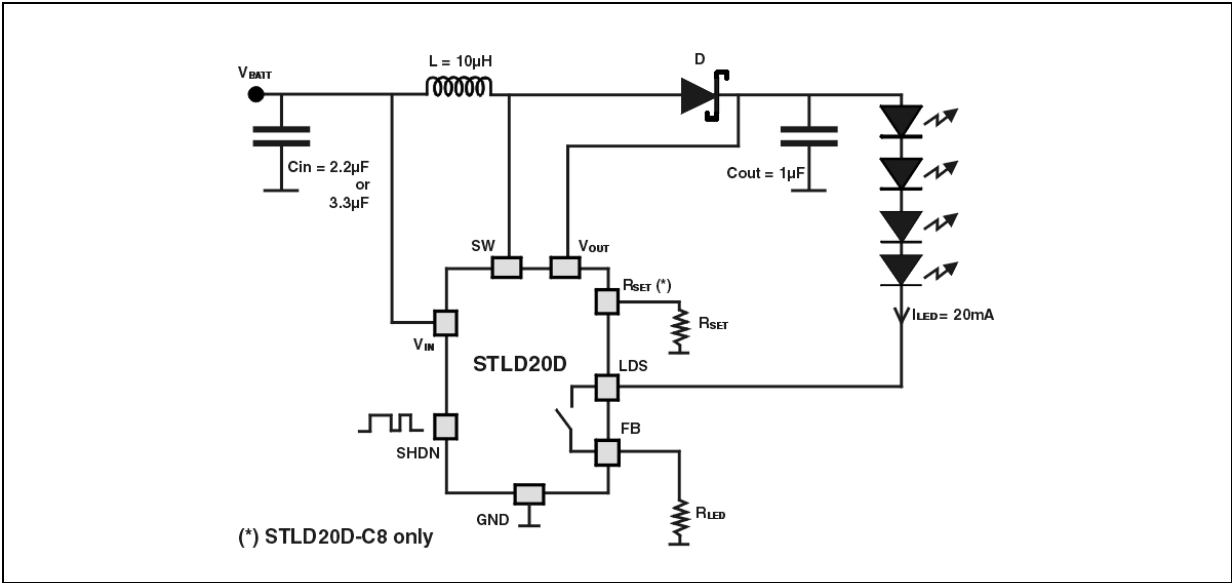 L = 10µH
D
VBATT
Cin = 2.2µF
or
3.3µF
Cout = 1µF
SW
VOUT
RSET (*)
RSET
ILED= 20mA
VIN
STLD20D
LDS
FB
SHDN
GND
RLED
(*) STLD20D-C8 only